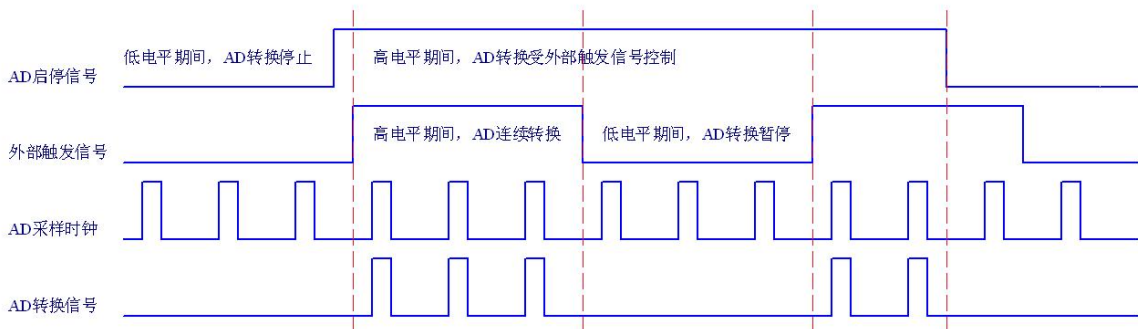 低电平期间，AD转换停止
高电平期间，AD转换受外部触发信号控制
AD启停信号
高电平期间，AD连续转换
低电平期间，AD转换暂停
外部触发信号
AD采样时钟
AD转换信号